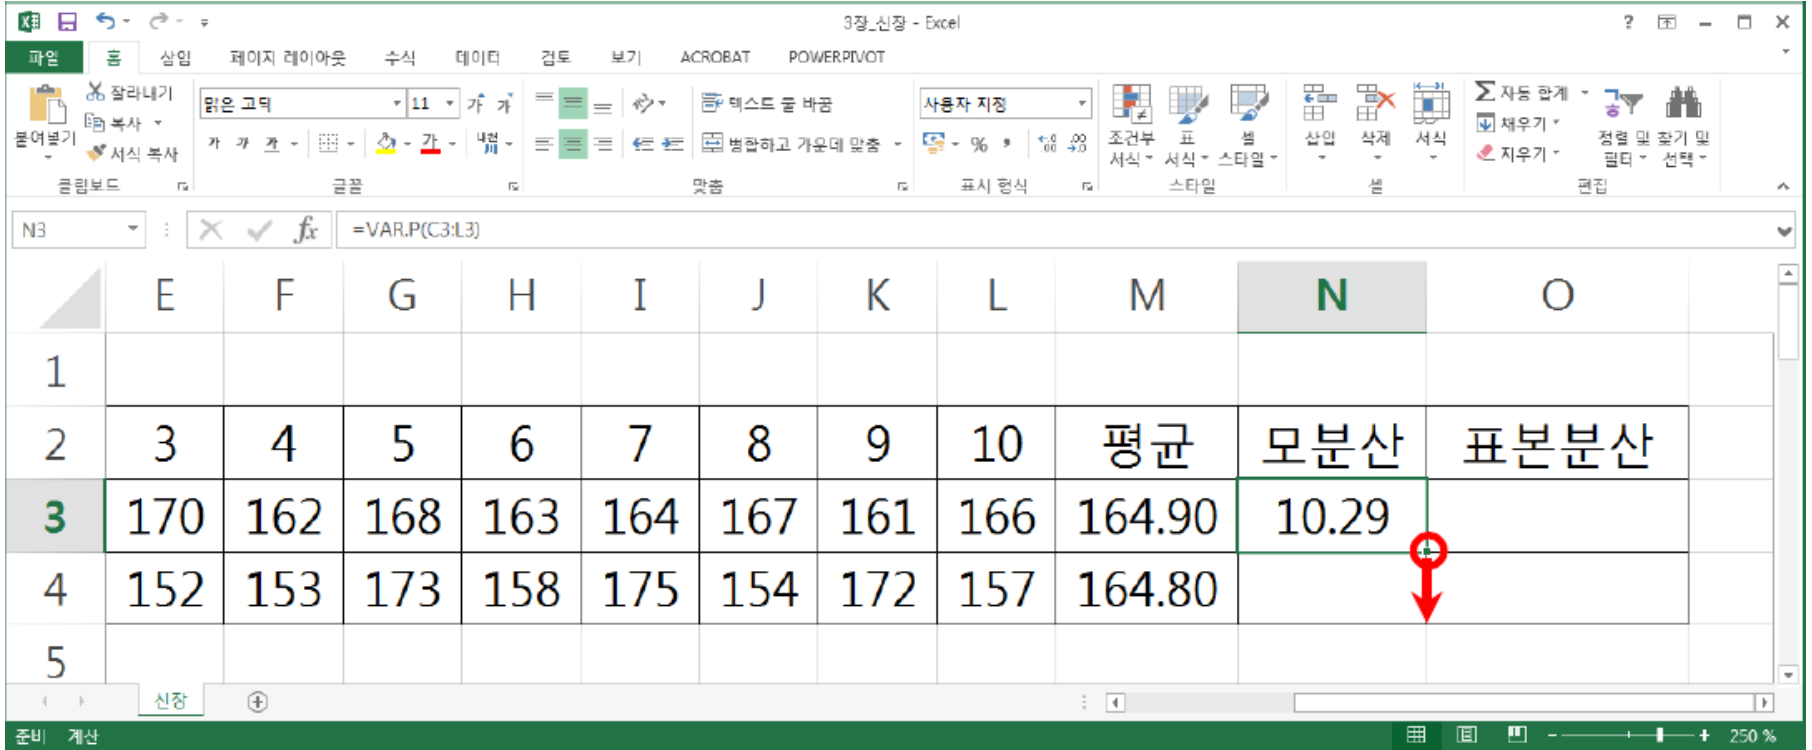 3장_신장 - Excel
파일 홈 삽입 페이지 레이아웃 수식 데이터 검토 보기 ACROBAT POWERPIVOT
붙여넣기
잘라내기
복사
서식 복사
클립보드
맑은 고딕 11 가 가
가 가 가 가 내천
글꼴
텍스트 줄 바꿈
병합하고 가운데 맞춤
맞춤
사용자 지정
%
표시 형식
조건부 서식
표 서식
셀 스타일
스타일
삽입 삭제 서식
셀
자동 합계
채우기
지우기
정렬 및 필터
찾기 및 선택
편집
N3 fx =VAR.P(C3:L3)
E F G H I J K L M N O
1
2 3 4 5 6 7 8 9 10 평균 모분산 표본분산
3 170 162 168 163 164 167 161 166 164.90 10.29
4 152 153 173 158 175 154 172 157 164.80
5
신장
준비 계산 250 %